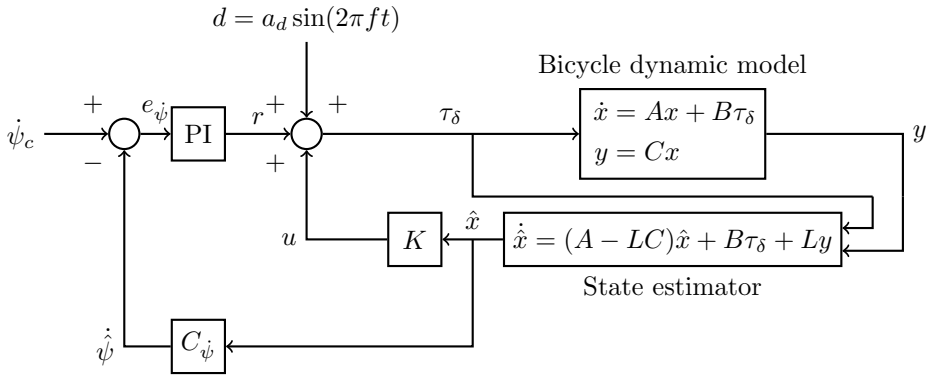 d = a_d sin(2πft)
Bicycle dynamic model
+ e_ψ̇ + + τ_δ
ψ̇_c PI r ẋ = Ax + Bτ_δ y
− + y = Cx
u K x̂ x̂̇ = (A − LC)x̂ + Bτ_δ + Ly
State estimator
ψ̂̇ C_ψ̇